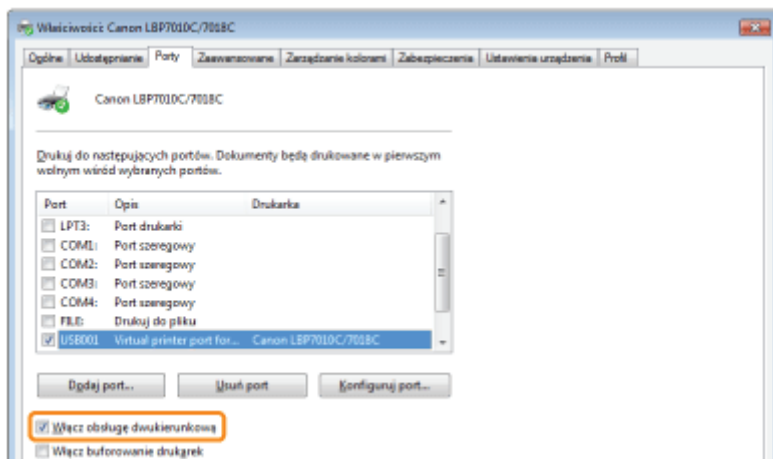 Właściwości: Canon LBP7010C/7018C
Ogólne Udostępnianie Porty Zaawansowane Zarządzanie kolorami Zabezpieczenia Ustawienia urządzenia Profil
Canon LBP7010C/7018C
Drukuj do następujących portów. Dokumenty będą drukowane w pierwszym
wolnym wśród wybranych portów.
Port Opis Drukarka
LPT3: Port drukarki
COM1: Port szeregowy
COM2: Port szeregowy
COM3: Port szeregowy
COM4: Port szeregowy
FILE: Drukuj do pliku
USB001 Virtual printer port for... Canon LBP7010C/7018C
Dodaj port... Usuń port Konfiguruj port...
Włącz obsługę dwukierunkową
Włącz buforowanie drukarek